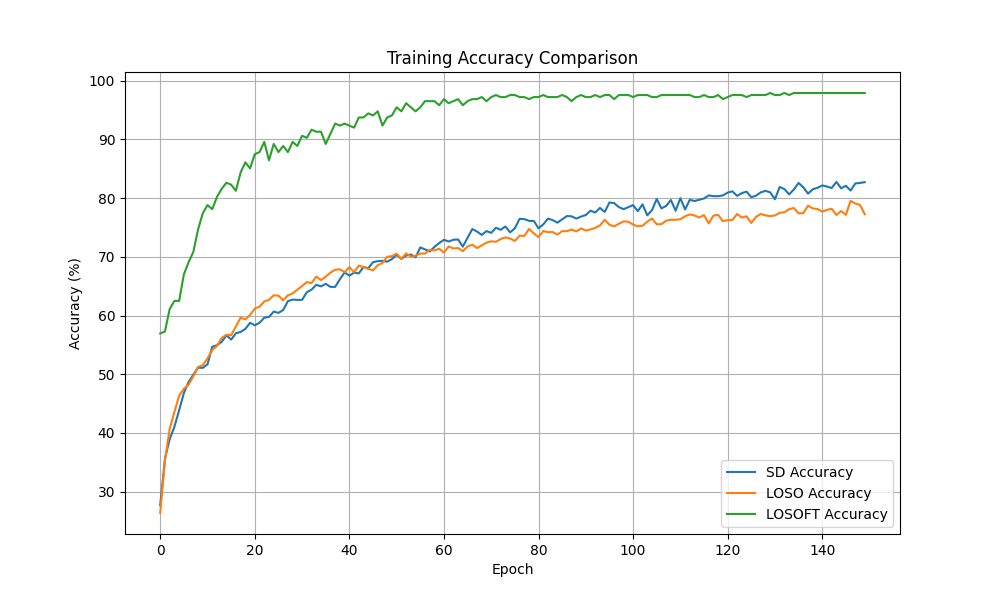 Training Accuracy Comparison
100
90
80
70
60
50
40
30
Accuracy (%)
0 20 40 60 80 100 120 140
Epoch
SD Accuracy
LOSO Accuracy
LOSOFT Accuracy